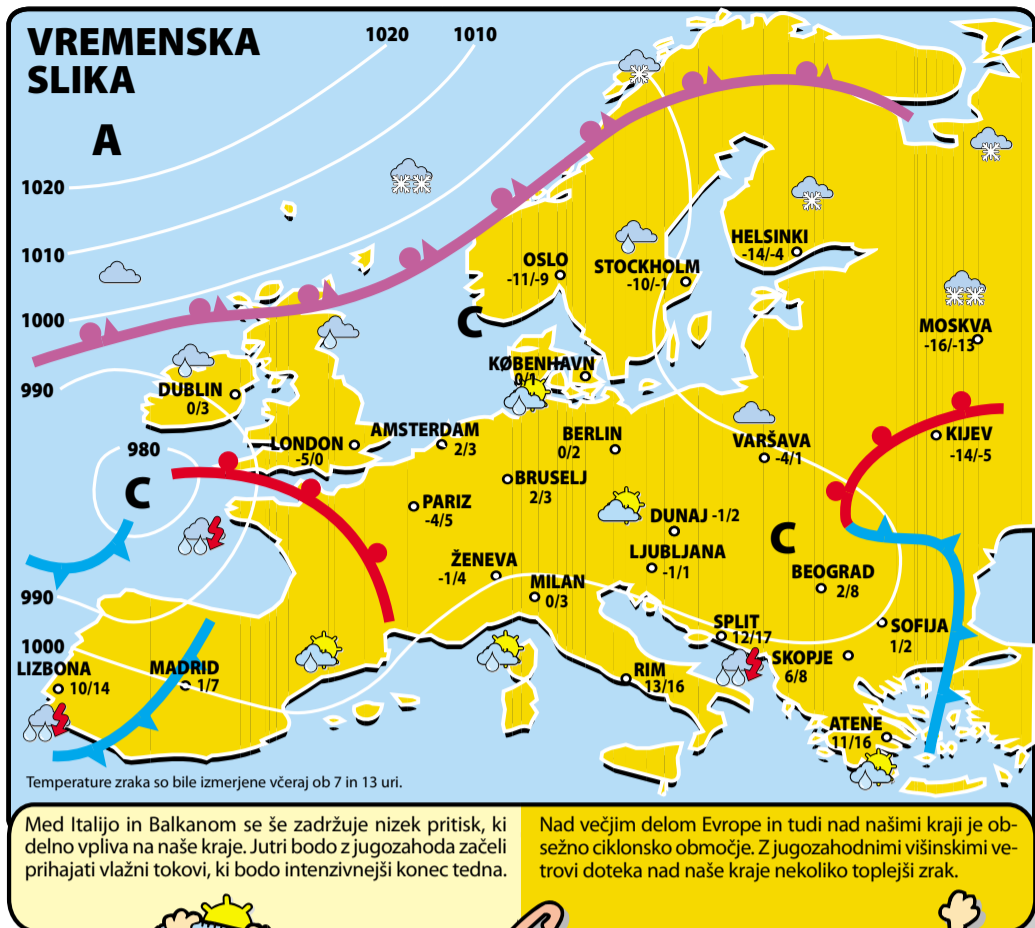 VREMENSKA
SLIKA
1020
1010
A
1020
1010
1000
990
980
C
990
1000
C
C
HELSINKI
-14/-4
OSLO
-11/-9
STOCKHOLM
-10/-1
MOSKVA
-16/-13
KØBENHAVN
0/1
DUBLIN
0/3
LONDON
-5/0
AMSTERDAM
2/3
BERLIN
0/2
VARŠAVA
-4/1
KIJEV
-14/-5
BRUSELJ
2/3
PARIZ
-4/5
DUNAJ -1/2
LJUBLJANA
-1/1
ŽENEVA
-1/4
MILAN
0/3
BEOGRAD
2/8
SPLIT
12/17
SOFIJA
1/2
SKOPJE
6/8
LIZBONA
10/14
MADRID
1/7
RIM
13/16
ATENE
11/16
Temperature zraka so bile izmerjene včeraj ob 7 in 13 uri.
Med Italijo in Balkanom se še zadržuje nizek pritisk, ki
delno vpliva na naše kraje. Jutri bodo z jugozahoda začeli
prihajati vlažni tokovi, ki bodo intenzivnejši konec tedna.
Nad večjim delom Evrope in tudi nad našimi kraji je ob-
sežno ciklonsko območje. Z jugozahodnimi višinskimi ve-
trovi doteka nad naše kraje nekoliko toplejši zrak.